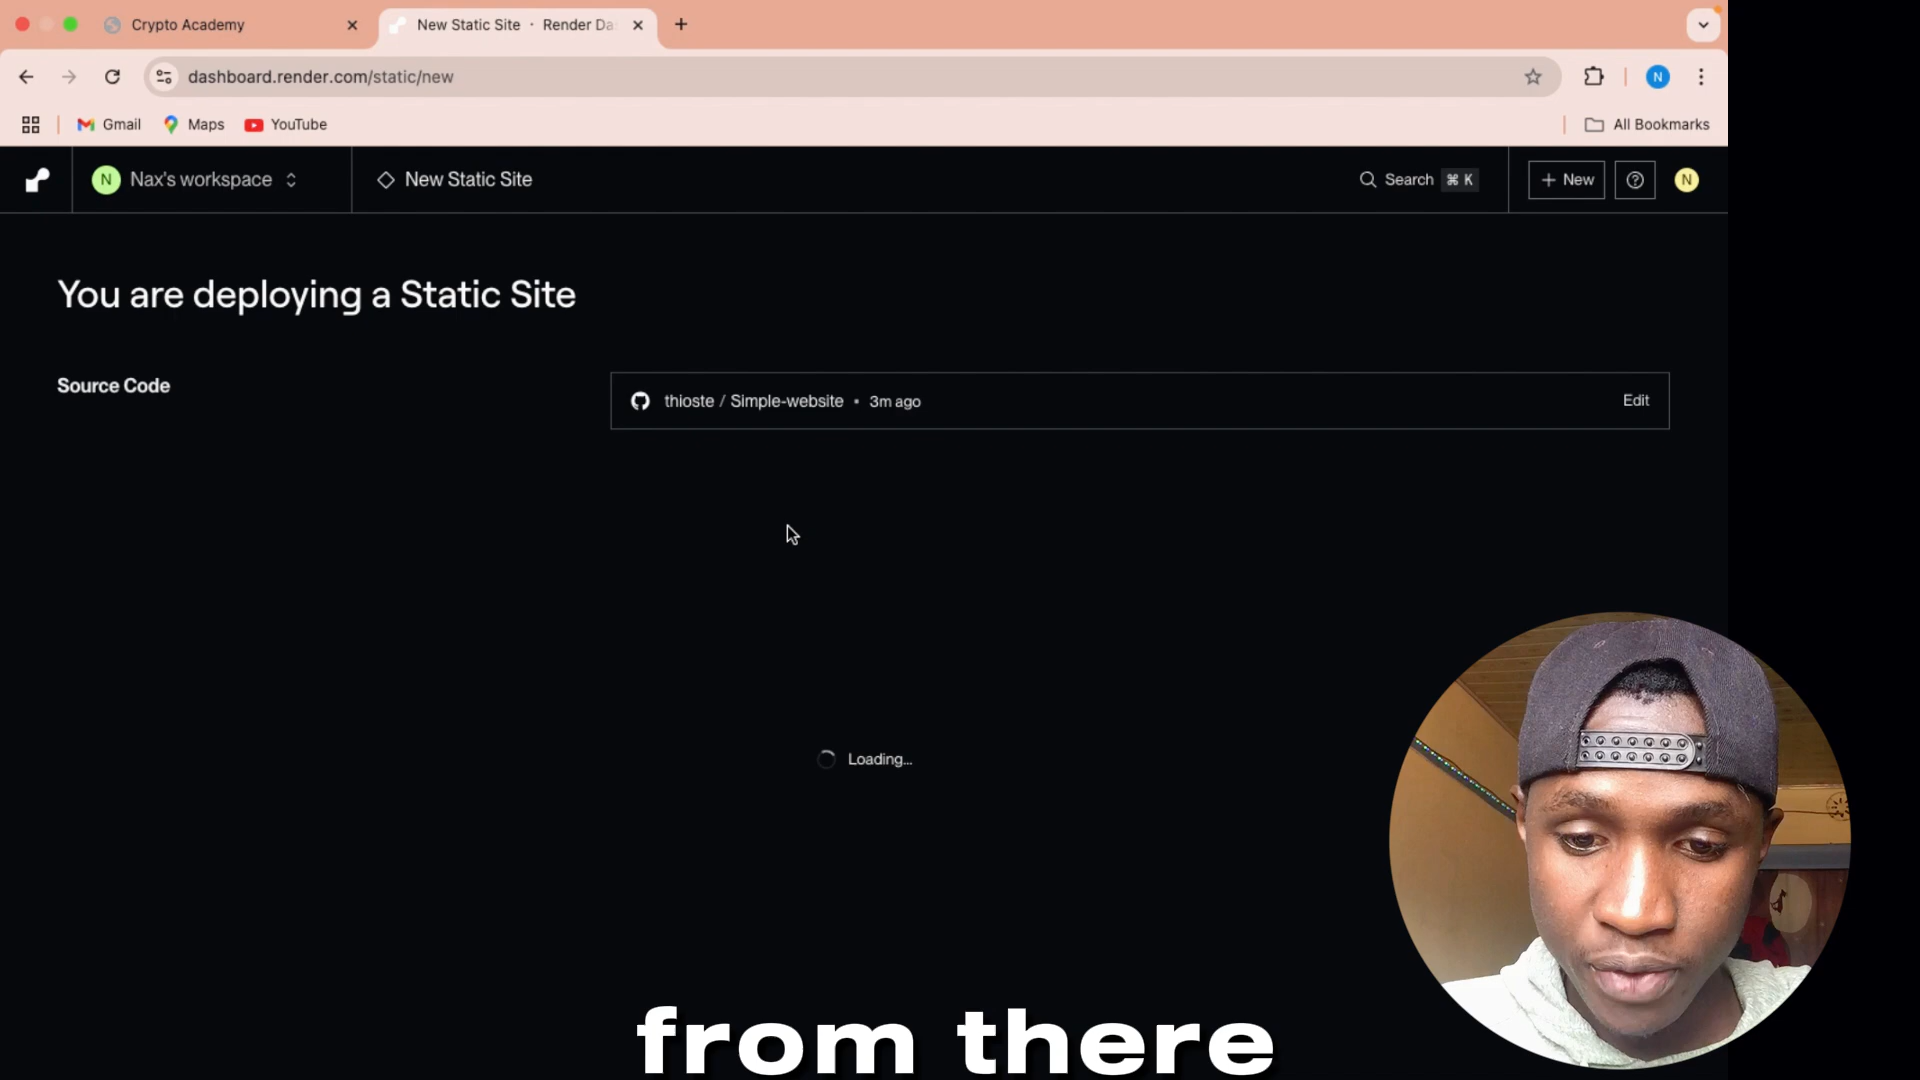 Crypto Academy
New Static Site · Render Da
dashboard.render.com/static/new
N
Gmail
Maps
YouTube
All Bookmarks
N Nax's workspace
New Static Site
Search ⌘ K
+ New
N
You are deploying a Static Site
Source Code
thioste / Simple-website • 3m ago
Edit
Loading...
from there